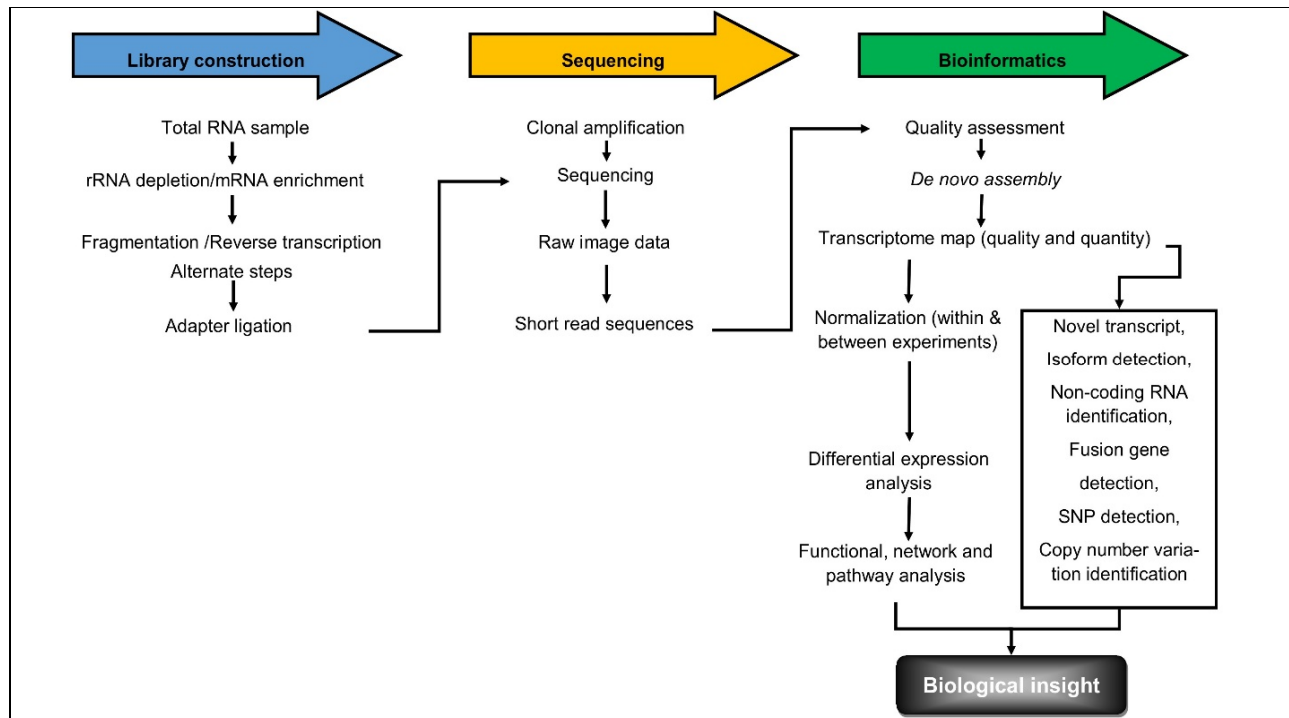 Library construction
Sequencing
Bioinformatics
Total RNA sample
rRNA depletion/mRNA enrichment
Fragmentation /Reverse transcription
Alternate steps
Adapter ligation
Clonal amplification
Sequencing
Raw image data
Short read sequences
Quality assessment
De novo assembly
Transcriptome map (quality and quantity)
Normalization (within &
between experiments)
Differential expression
analysis
Functional, network and
pathway analysis
Novel transcript,
Isoform detection,
Non-coding RNA
identification,
Fusion gene
detection,
SNP detection,
Copy number varia-
tion identification
Biological insight